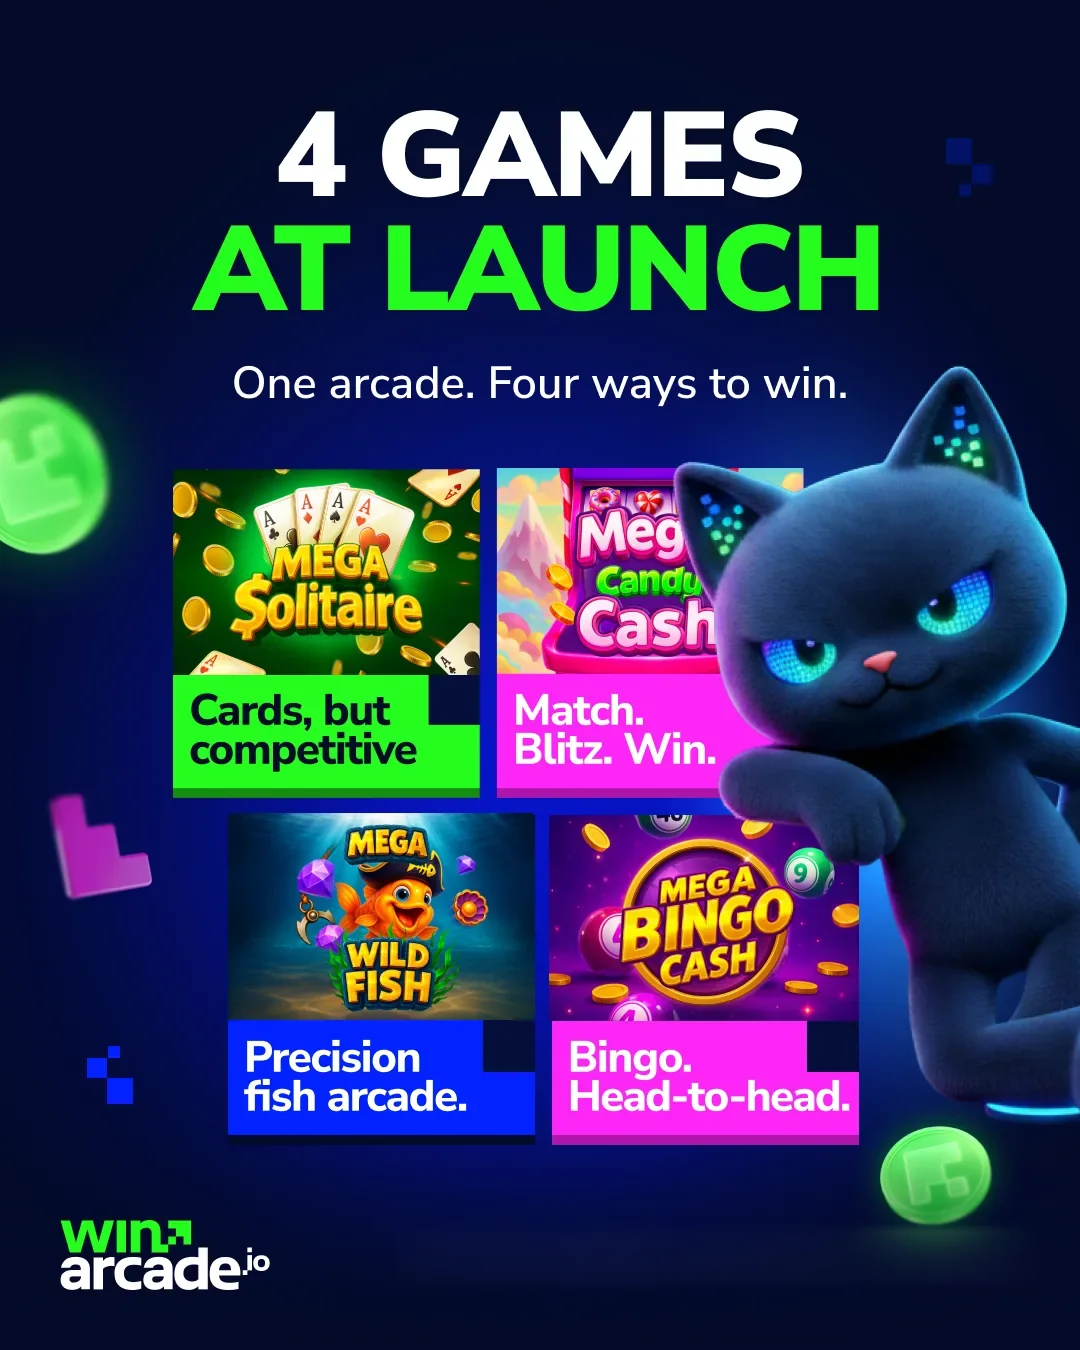 4 GAMES
AT LAUNCH
One arcade. Four ways to win.
MEGA
Solitaire
Cards, but
competitive
Candy
Cash
Match.
Blitz. Win.
MEGA
WILD
FISH
Precision
fish arcade.
MEGA
BINGO
CASH
9
Bingo.
Head-to-head.
win
arcade.io